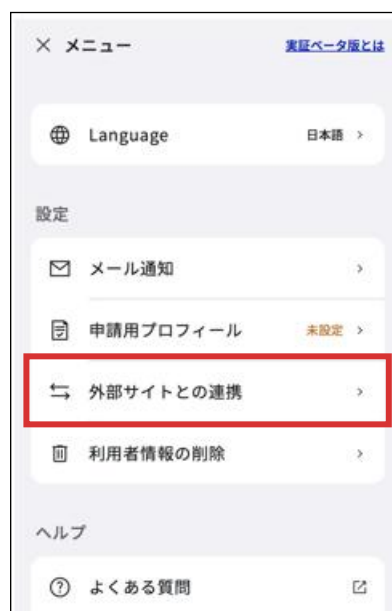 メニュー 実証ベータ版とは
Language 日本語
設定
メール通知
申請用プロフィール 未設定
外部サイトとの連携
利用者情報の削除
ヘルプ
よくある質問